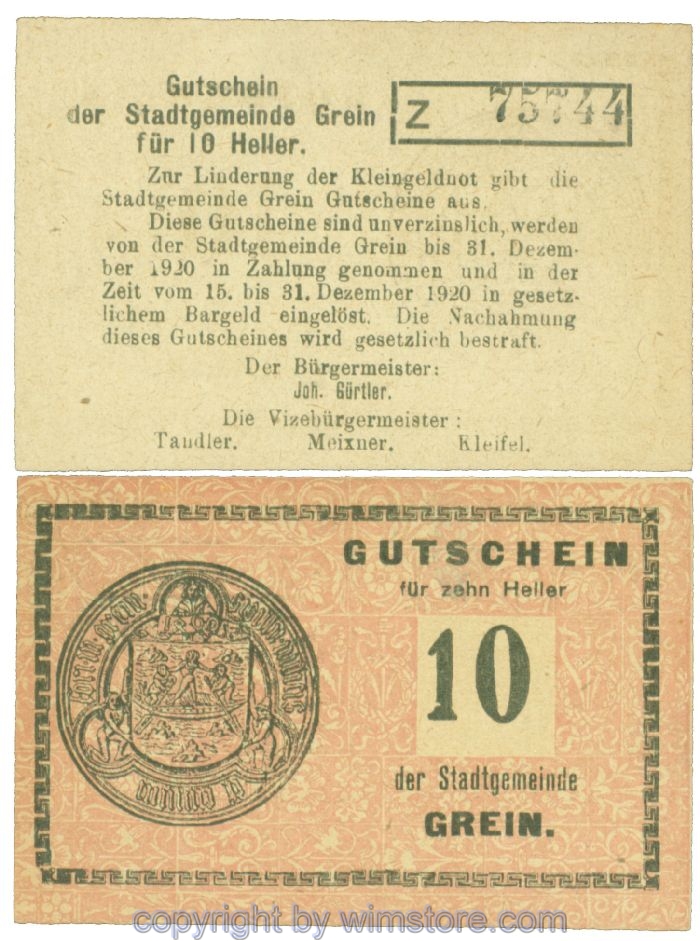 Gutschein
der Stadtgemeinde Grein
für 10 Heller.
Z 75744
Zur Linderung der Kleingeldnot gibt die
Stadtgemeinde Grein Gutscheine aus.
Diese Gutscheine sind unverzinslich, werden
von der Stadtgemeinde Grein bis 31. Dezem-
ber 1920 in Zahlung genommen und in der
Zeit vom 15. bis 31. Dezember 1920 in gesetz-
lichem Bargeld eingelöst. Die Nachahmung
dieses Gutscheines wird gesetzlich bestraft.
Der Bürgermeister:
Joh. Gürtler.
Die Vizebürgermeister:
Tandler. Meixner. Kleifel.
GUTSCHEIN
für zehn Heller
10
der Stadtgemeinde
GREIN.
copyright by wimstore.com